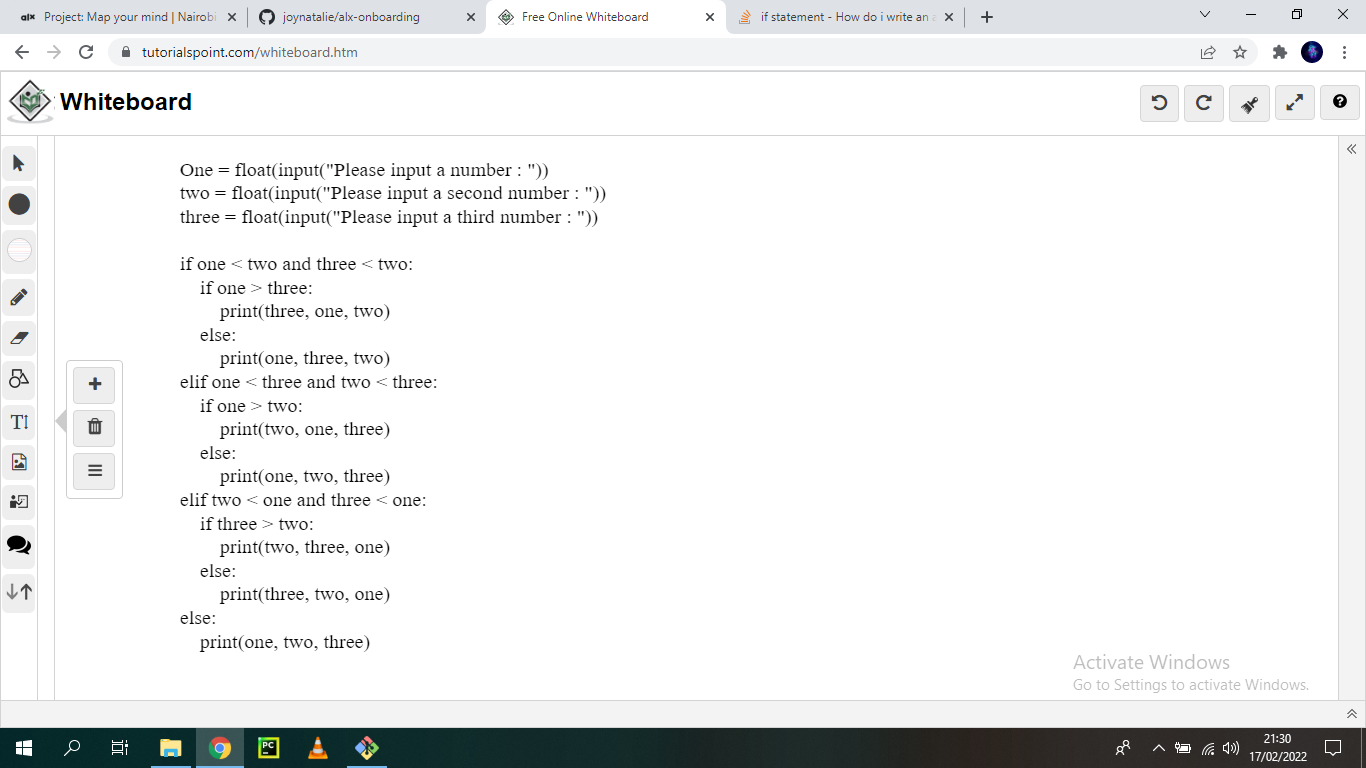 alx Project: Map your mind | Nairobi
joynatalie/alx-onboarding
Free Online Whiteboard
if statement - How do i write an a
tutorialspoint.com/whiteboard.htm
Whiteboard
One = float(input("Please input a number : "))
two = float(input("Please input a second number : "))
three = float(input("Please input a third number : "))
if one < two and three < two:
if one > three:
print(three, one, two)
else:
print(one, three, two)
elif one < three and two < three:
if one > two:
print(two, one, three)
else:
print(one, two, three)
elif two < one and three < one:
if three > two:
print(two, three, one)
else:
print(three, two, one)
else:
print(one, two, three)
Activate Windows
Go to Settings to activate Windows.
PC
21:30
17/02/2022